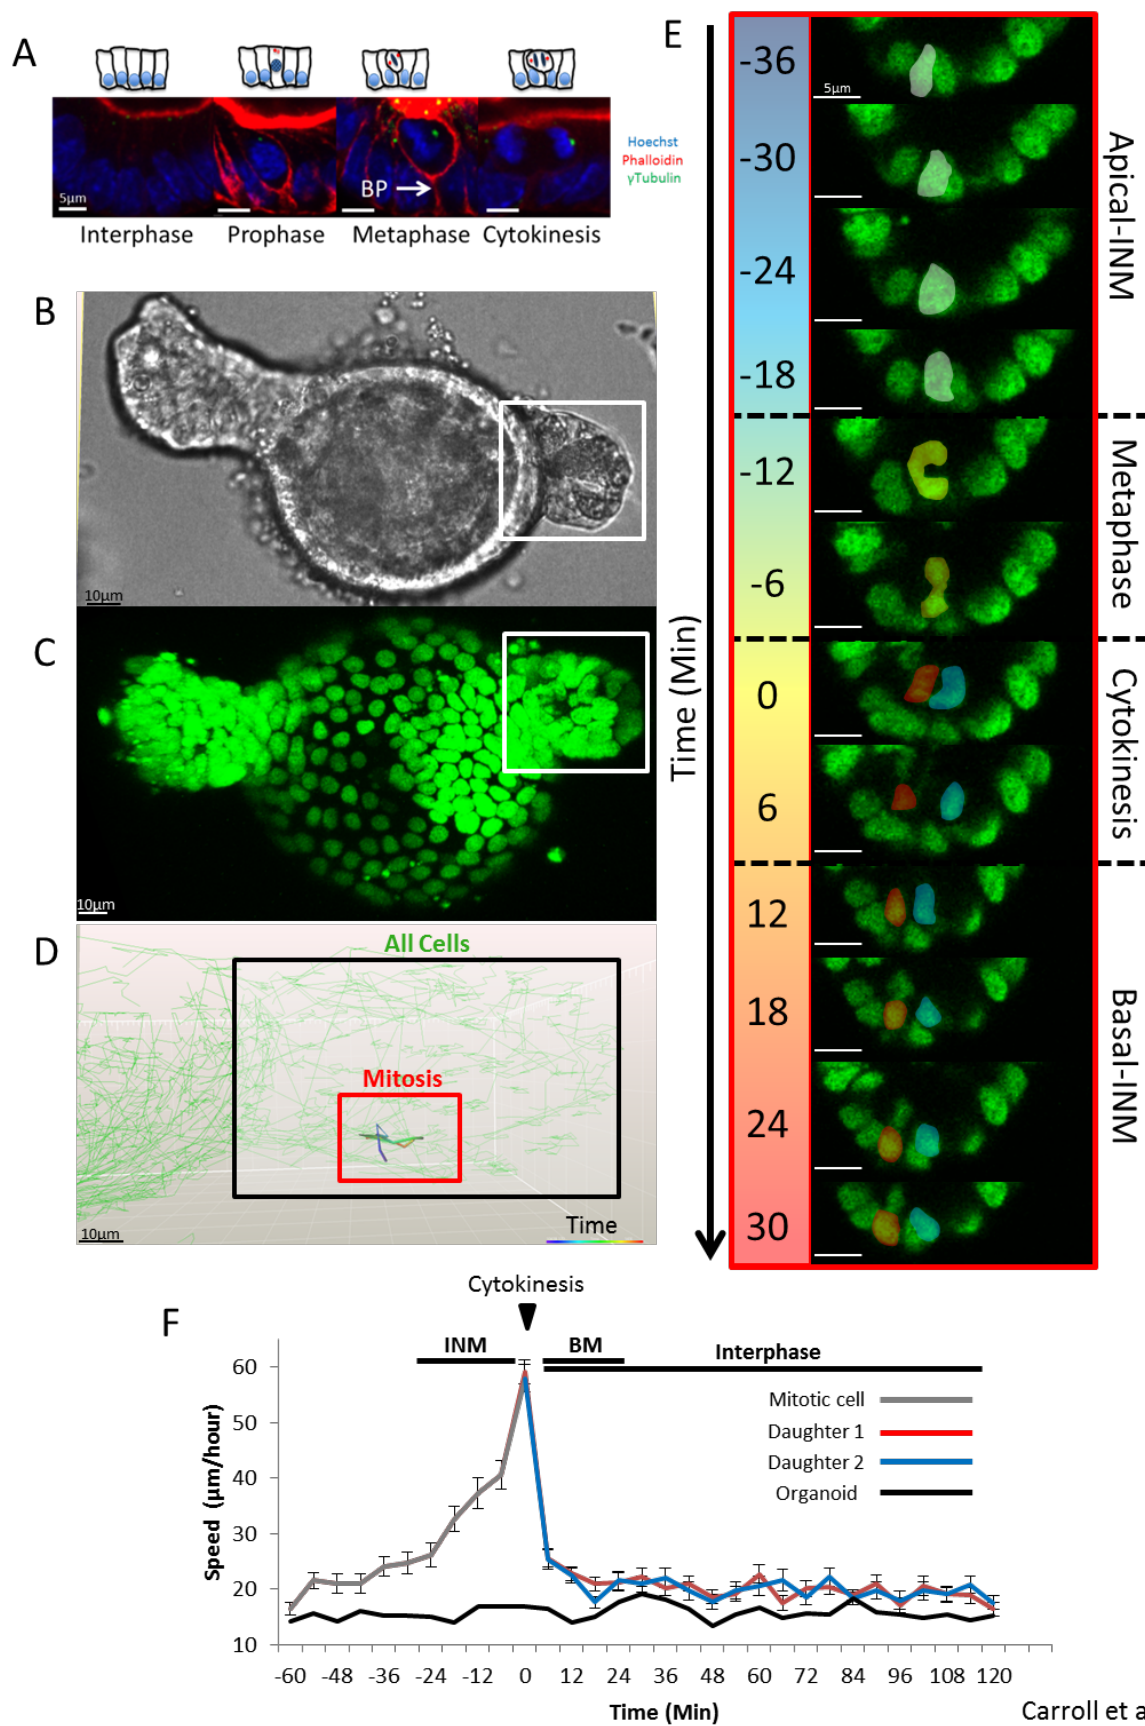 A
Hoechst
Phalloidin
γTubulin
BP
5µm
Interphase Prophase Metaphase Cytokinesis
B
10µm
C
10µm
D
All Cells
Mitosis
Time
10µm
E
Time (Min)
-36
5µm
-30
-24
-18
-12
-6
0
6
12
18
24
30
Apical-INM
Metaphase
Cytokinesis
Basal-INM
F
Cytokinesis
INM BM Interphase
Mitotic cell
Daughter 1
Daughter 2
Organoid
Speed (µm/hour)
60
50
40
30
20
10
-60 -48 -36 -24 -12 0 12 24 36 48 60 72 84 96 108 120
Time (Min)
Carroll et a